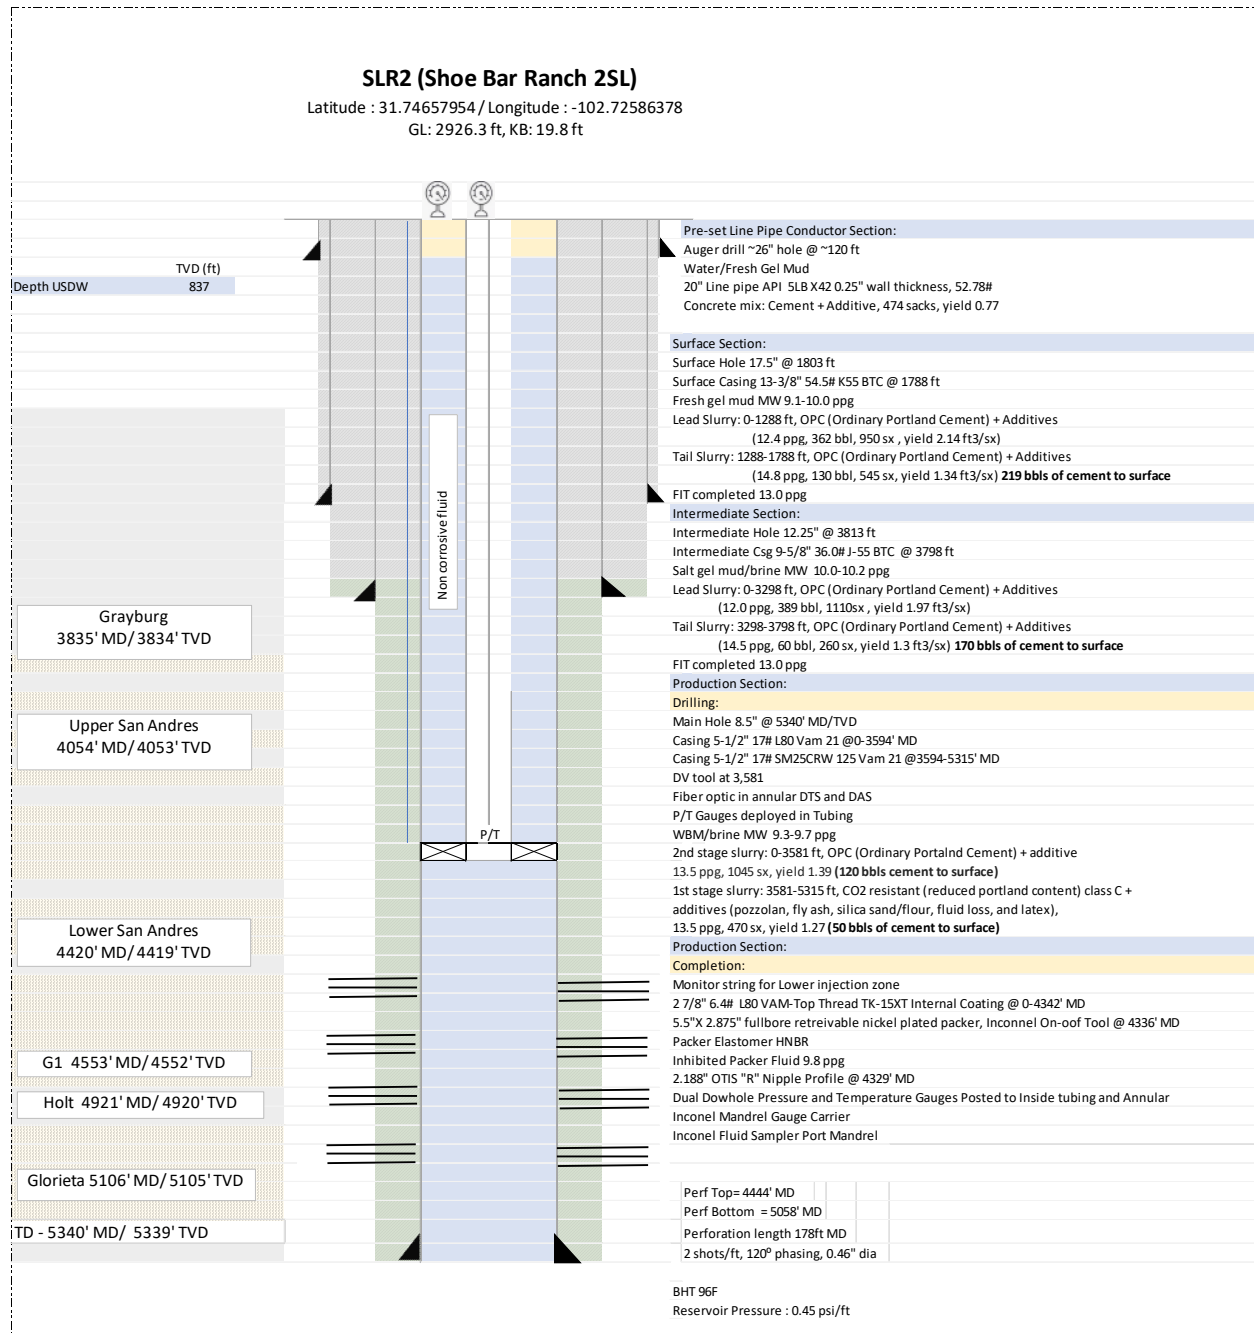 SLR2 (Shoe Bar Ranch 2SL)
Latitude : 31.74657954 / Longitude : -102.72586378
GL: 2926.3 ft, KB: 19.8 ft
TVD (ft)
Depth USDW 837
Non corrosive fluid
P/T
Grayburg
3835' MD/ 3834' TVD
Upper San Andres
4054' MD/ 4053' TVD
Lower San Andres
4420' MD/ 4419' TVD
G1 4553' MD/ 4552' TVD
Holt 4921' MD/ 4920' TVD
Glorieta 5106' MD/ 5105' TVD
TD - 5340' MD/ 5339' TVD
Pre-set Line Pipe Conductor Section:
Auger drill ~26" hole @ ~120 ft
Water/Fresh Gel Mud
20" Line pipe API 5LB X42 0.25" wall thickness, 52.78#
Concrete mix: Cement + Additive, 474 sacks, yield 0.77
Surface Section:
Surface Hole 17.5" @ 1803 ft
Surface Casing 13-3/8" 54.5# K55 BTC @ 1788 ft
Fresh gel mud MW 9.1-10.0 ppg
Lead Slurry: 0-1288 ft, OPC (Ordinary Portland Cement) + Additives
(12.4 ppg, 362 bbl, 950 sx , yield 2.14 ft3/sx)
Tail Slurry: 1288-1788 ft, OPC (Ordinary Portland Cement) + Additives
(14.8 ppg, 130 bbl, 545 sx, yield 1.34 ft3/sx) 219 bbls of cement to surface
FIT completed 13.0 ppg
Intermediate Section:
Intermediate Hole 12.25" @ 3813 ft
Intermediate Csg 9-5/8" 36.0# J-55 BTC @ 3798 ft
Salt gel mud/brine MW 10.0-10.2 ppg
Lead Slurry: 0-3298 ft, OPC (Ordinary Portland Cement) + Additives
(12.0 ppg, 389 bbl, 1110sx , yield 1.97 ft3/sx)
Tail Slurry: 3298-3798 ft, OPC (Ordinary Portland Cement) + Additives
(14.5 ppg, 60 bbl, 260 sx, yield 1.3 ft3/sx) 170 bbls of cement to surface
FIT completed 13.0 ppg
Production Section:
Drilling:
Main Hole 8.5" @ 5340' MD/TVD
Casing 5-1/2" 17# L80 Vam 21 @0-3594' MD
Casing 5-1/2" 17# SM25CRW 125 Vam 21 @3594-5315' MD
DV tool at 3,581
Fiber optic in annular DTS and DAS
P/T Gauges deployed in Tubing
WBM/brine MW 9.3-9.7 ppg
2nd stage slurry: 0-3581 ft, OPC (Ordinary Portalnd Cement) + additive
13.5 ppg, 1045 sx, yield 1.39 (120 bbls cement to surface)
1st stage slurry: 3581-5315 ft, CO2 resistant (reduced portland content) class C +
additives (pozzolan, fly ash, silica sand/flour, fluid loss, and latex),
13.5 ppg, 470 sx, yield 1.27 (50 bbls of cement to surface)
Production Section:
Completion:
Monitor string for Lower injection zone
2 7/8" 6.4# L80 VAM-Top Thread TK-15XT Internal Coating @ 0-4342' MD
5.5"X 2.875" fullbore retreivable nickel plated packer, Inconnel On-oof Tool @ 4336' MD
Packer Elastomer HNBR
Inhibited Packer Fluid 9.8 ppg
2.188" OTIS "R" Nipple Profile @ 4329' MD
Dual Dowhole Pressure and Temperature Gauges Posted to Inside tubing and Annular
Inconel Mandrel Gauge Carrier
Inconel Fluid Sampler Port Mandrel
Perf Top= 4444' MD
Perf Bottom = 5058' MD
Perforation length 178ft MD
2 shots/ft, 120⁰ phasing, 0.46" dia
BHT 96F
Reservoir Pressure : 0.45 psi/ft